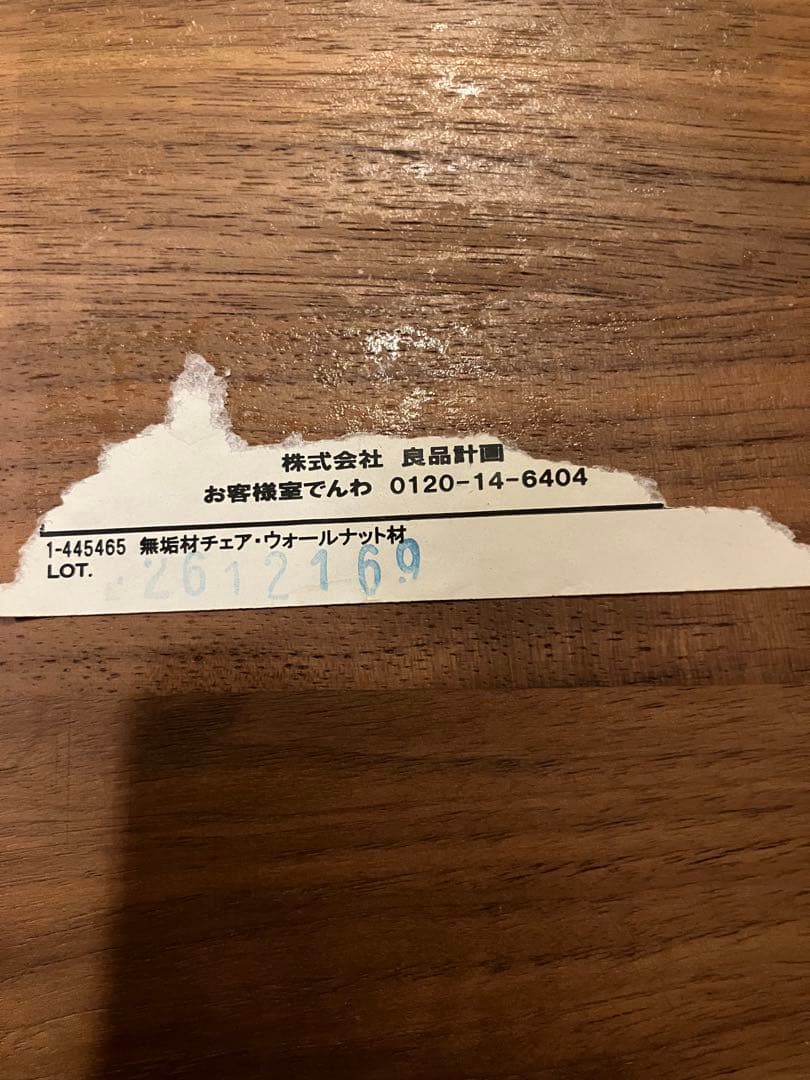 株式会社 良品計画
お客様室でんわ 0120-14-6404
1-445465 無垢材チェア・ウォールナット材
LOT. 2612169